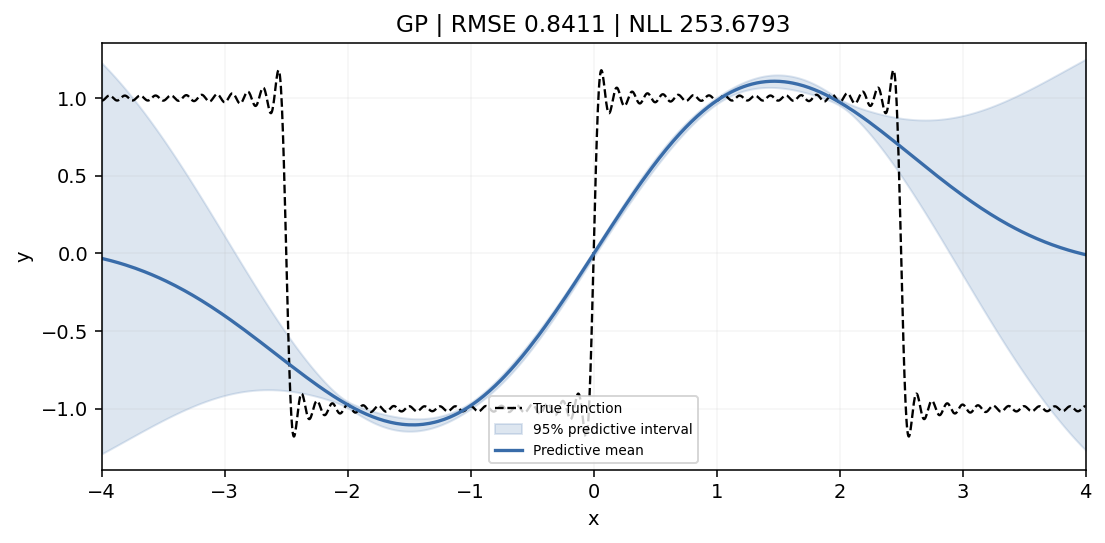 GP | RMSE 0.8411 | NLL 253.6793
y
1.0
0.5
0.0
−0.5
−1.0
True function
95% predictive interval
Predictive mean
−4 −3 −2 −1 0 1 2 3 4
x